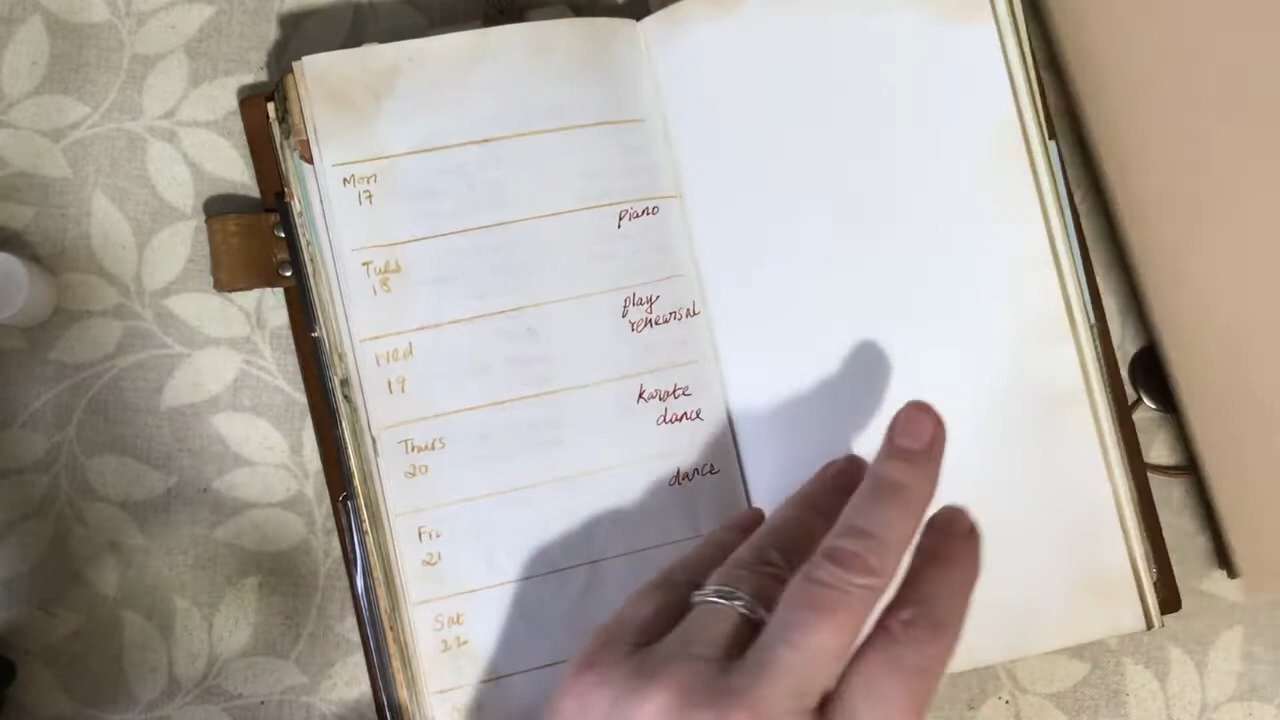 Mon
17
piano
Tues
18
play
rehearsal
Wed
19
karate
dance
Thurs
20
dance
Fri
21
Sat
22